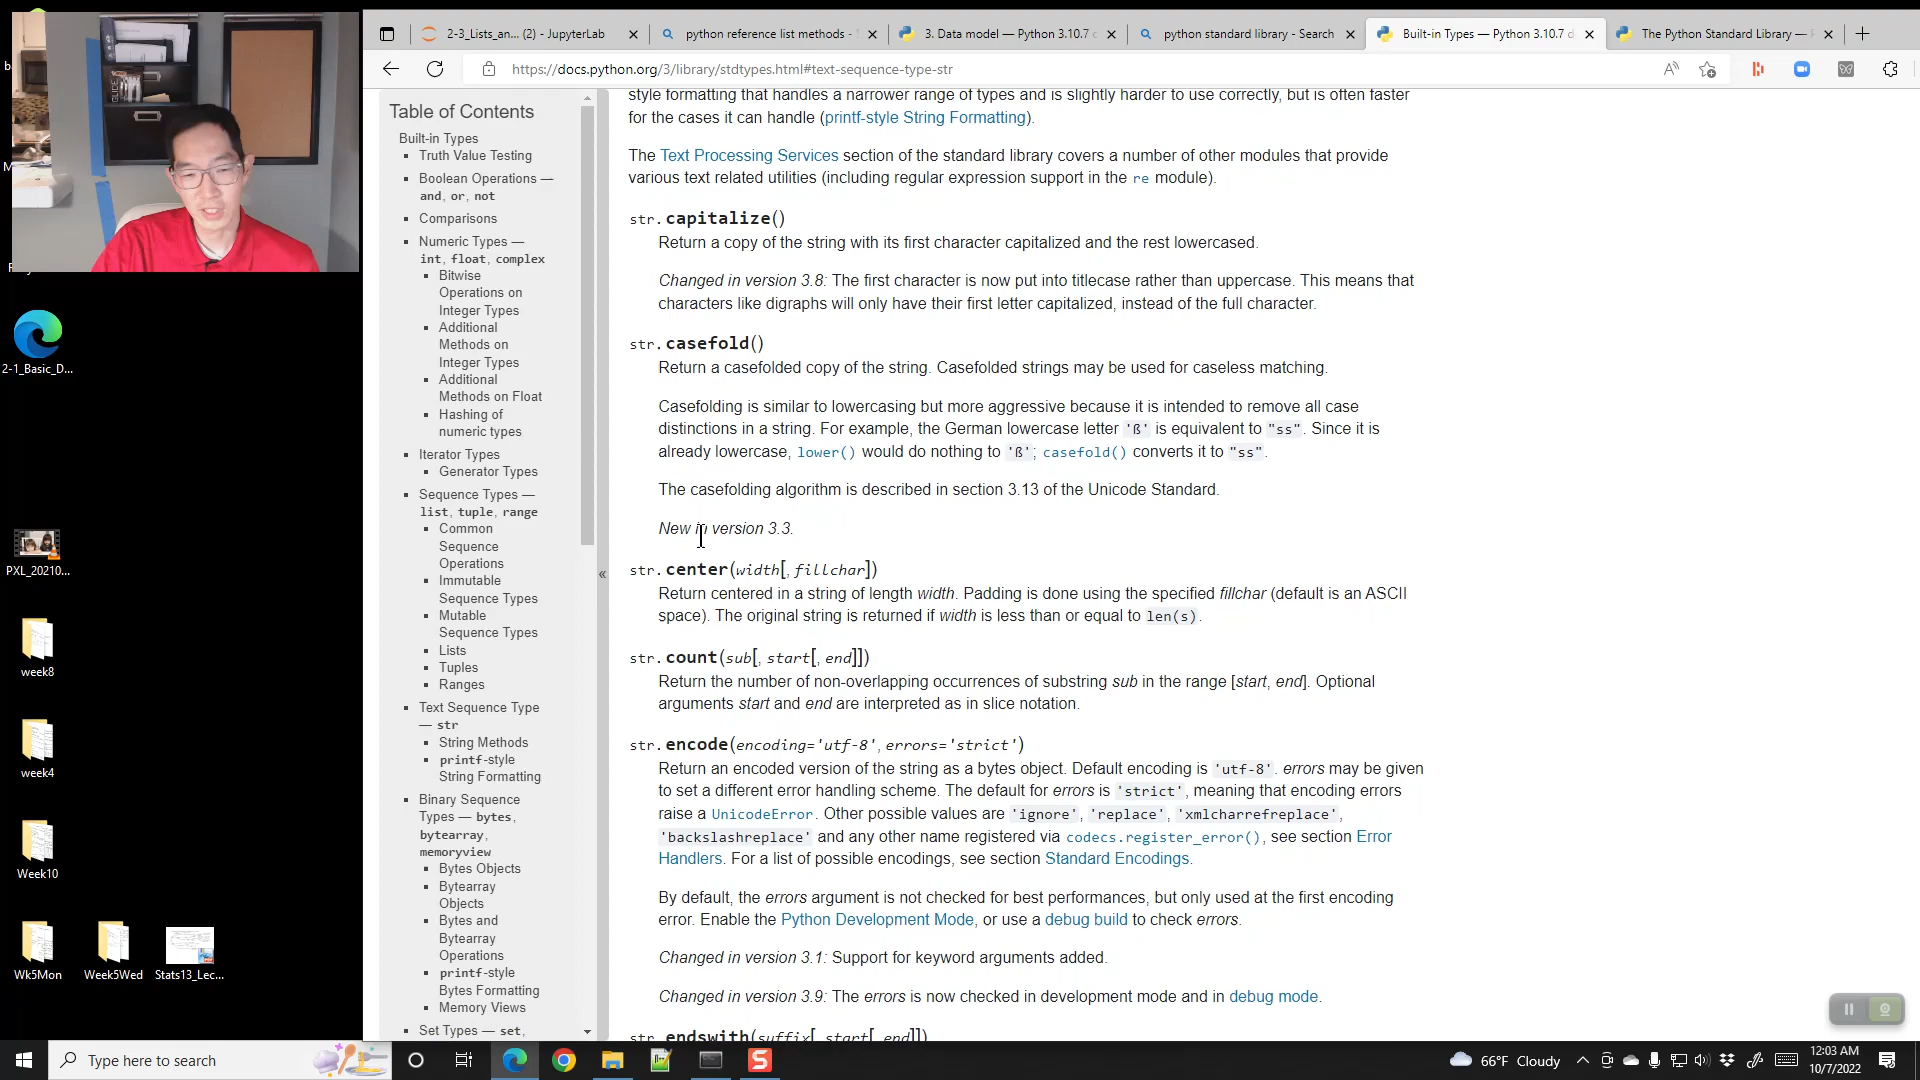 2-3_Lists_an... (2) - JupyterLab
python reference list methods -
3. Data model — Python 3.10.7
python standard library - Search
Built-in Types — Python 3.10.7 d
The Python Standard Library —
https://docs.python.org/3/library/stdtypes.html#text-sequence-type-str
2-1_Basic_D...
PXL_20210...
week8
week4
Week10
Wk5Mon
Week5Wed
Stats13_Lec...
Table of Contents
Built-in Types
Truth Value Testing
Boolean Operations —
and, or, not
Comparisons
Numeric Types —
int, float, complex
Bitwise
Operations on
Integer Types
Additional
Methods on
Integer Types
Additional
Methods on Float
Hashing of
numeric types
Iterator Types
Generator Types
Sequence Types —
list, tuple, range
Common
Sequence
Operations
Immutable
Sequence Types
Mutable
Sequence Types
Lists
Tuples
Ranges
Text Sequence Type
— str
String Methods
printf-style
String Formatting
Binary Sequence
Types — bytes,
bytearray,
memoryview
Bytes Objects
Bytearray
Objects
Bytes and
Bytearray
Operations
printf-style
Bytes Formatting
Memory Views
Set Types — set,
«
style formatting that handles a narrower range of types and is slightly harder to use correctly, but is often faster
for the cases it can handle (printf-style String Formatting).
The Text Processing Services section of the standard library covers a number of other modules that provide
various text related utilities (including regular expression support in the re module).
str.capitalize()
Return a copy of the string with its first character capitalized and the rest lowercased.
Changed in version 3.8: The first character is now put into titlecase rather than uppercase. This means that
characters like digraphs will only have their first letter capitalized, instead of the full character.
str.casefold()
Return a casefolded copy of the string. Casefolded strings may be used for caseless matching.
Casefolding is similar to lowercasing but more aggressive because it is intended to remove all case
distinctions in a string. For example, the German lowercase letter 'ß' is equivalent to "ss". Since it is
already lowercase, lower() would do nothing to 'ß'; casefold() converts it to "ss".
The casefolding algorithm is described in section 3.13 of the Unicode Standard.
New in version 3.3.
str.center(width[, fillchar])
Return centered in a string of length width. Padding is done using the specified fillchar (default is an ASCII
space). The original string is returned if width is less than or equal to len(s).
str.count(sub[, start[, end]])
Return the number of non-overlapping occurrences of substring sub in the range [start, end]. Optional
arguments start and end are interpreted as in slice notation.
str.encode(encoding='utf-8', errors='strict')
Return an encoded version of the string as a bytes object. Default encoding is 'utf-8'. errors may be given
to set a different error handling scheme. The default for errors is 'strict', meaning that encoding errors
raise a UnicodeError. Other possible values are 'ignore', 'replace', 'xmlcharrefreplace',
'backslashreplace' and any other name registered via codecs.register_error(), see section Error
Handlers. For a list of possible encodings, see section Standard Encodings.
By default, the errors argument is not checked for best performances, but only used at the first encoding
error. Enable the Python Development Mode, or use a debug build to check errors.
Changed in version 3.1: Support for keyword arguments added.
Changed in version 3.9: The errors is now checked in development mode and in debug mode.
str.endswith(suffix[, start[, end]])
Type here to search
66°F Cloudy
12:03 AM
10/7/2022